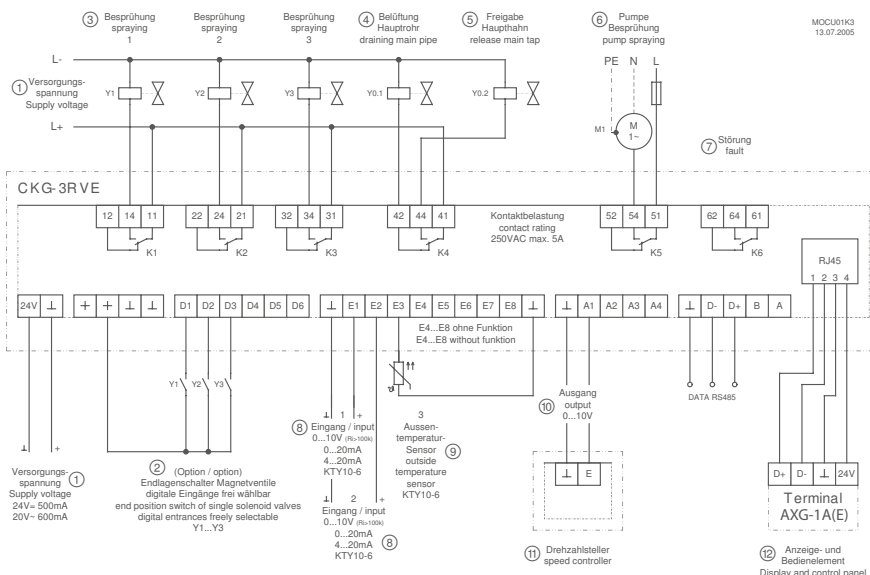 ③ Besprühung
spraying
1
Besprühung
spraying
2
Besprühung
spraying
3
④ Belüftung
Hauptrohr
draining main pipe
⑤ Freigabe
Haupthahn
release main tap
⑥ Pumpe
Besprühung
pump spraying
MOCU01K3
13.07.2005
PE N L
L-
① Versorgungs-
spannung
Supply voltage
Y1 Y2 Y3 Y0.1 Y0.2
L+
M1 M
1~
⑦ Störung
fault
CKG-3RVE
12 14 11 22 24 21 32 34 31 42 44 41
Kontaktbelastung
contact rating
250VAC max. 5A
52 54 51 62 64 61
K1 K2 K3 K4 K5 K6
RJ45
1 2 3 4
24V ⊥ + + ⊥ ⊥ D1 D2 D3 D4 D5 D6 ⊥ E1 E2 E3 E4 E5 E6 E7 E8 ⊥ ⊥ A1 A2 A3 A4 ⊥ D- D+ B A
E4...E8 ohne Funktion
E4...E8 without funktion
Y1 Y2 Y3
DATA RS485
⊥ +
Versorgungs-
spannung ①
Supply voltage
24V= 500mA
20V~ 600mA
②
(Option / option)
Endlagenschalter Magnetventile
digitale Eingänge frei wählbar
end position switch of single solenoid valves
digital entrances freely selectable
Y1...Y3
⊥ 1 +
⑧ Eingang / input
0...10V (Ri>100k)
0...20mA
4...20mA
KTY10-6
⊥ 2 +
Eingang / input
0...10V (Ri>100k)
0...20mA
4...20mA ⑧
KTY10-6
3
Aussen-
temperatur-
Sensor ⑨
outside
temperature
sensor
KTY10-6
⑩ Ausgang
output
0...10V
⊥ E
⑪ Drehzahlsteller
speed controller
D+ D- ⊥ 24V
Terminal
AXG-1A(E)
⑫ Anzeige- und
Bedienelement
Display and control panel